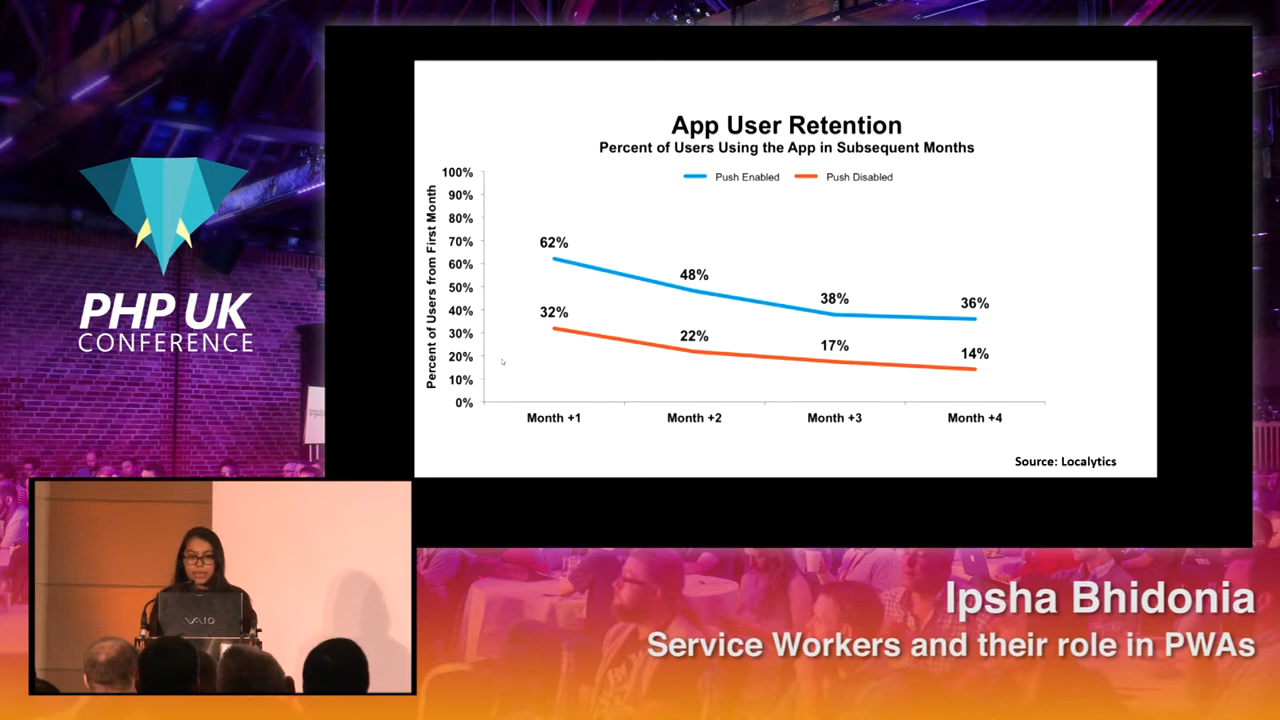 PHP UK
CONFERENCE
App User Retention
Percent of Users Using the App in Subsequent Months
Push Enabled
Push Disabled
Percent of Users from First Month
100%
90%
80%
70%
60%
50%
40%
30%
20%
10%
0%
62%
48%
38%
36%
32%
22%
17%
14%
Month +1
Month +2
Month +3
Month +4
Source: Localytics
VAIO
Ipsha Bhidonia
Service Workers and their role in PWAs